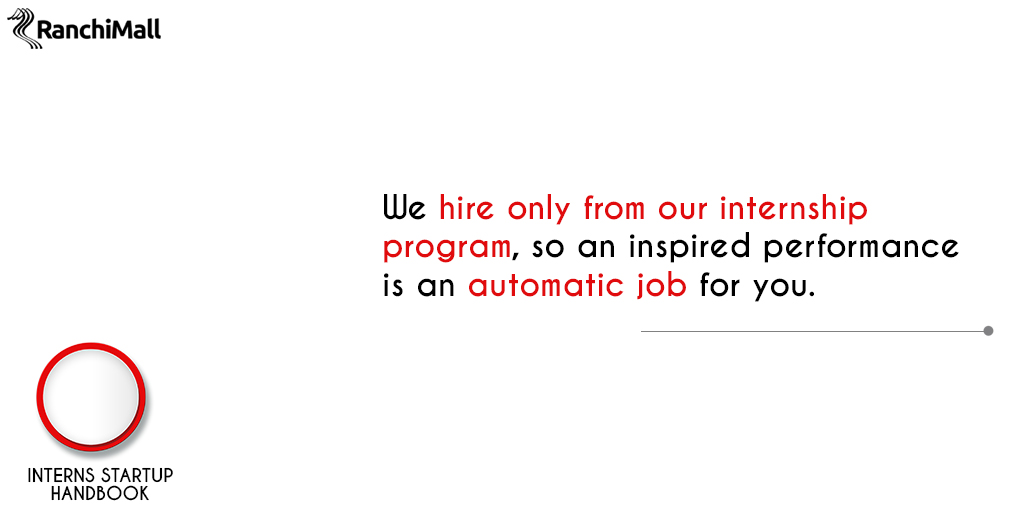 RanchiMall
We hire only from our internship
program, so an inspired performance
is an automatic job for you.
INTERNS STARTUP
HANDBOOK